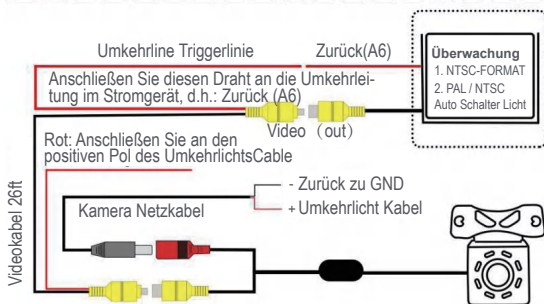 Umkehrline Triggerlinie
Zurück(A6)
Überwachung
1. NTSC-FORMAT
2. PAL / NTSC
Auto Schalter Licht
Anschließen Sie diesen Draht an die Umkehrlei-
tung im Stromgerät, d.h.: Zurück (A6)
Video (out)
Rot: Anschließen Sie an den
positiven Pol des UmkehrlichtsCable
- Zurück zu GND
+ Umkehrlicht Kabel
Kamera Netzkabel
Videokabel 26ft